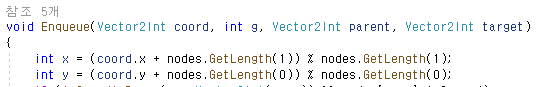 참조 5개
void Enqueue(Vector2Int coord, int g, Vector2Int parent, Vector2Int target)
{
int x = (coord.x + nodes.GetLength(1)) % nodes.GetLength(1);
int y = (coord.y + nodes.GetLength(0)) % nodes.GetLength(0);